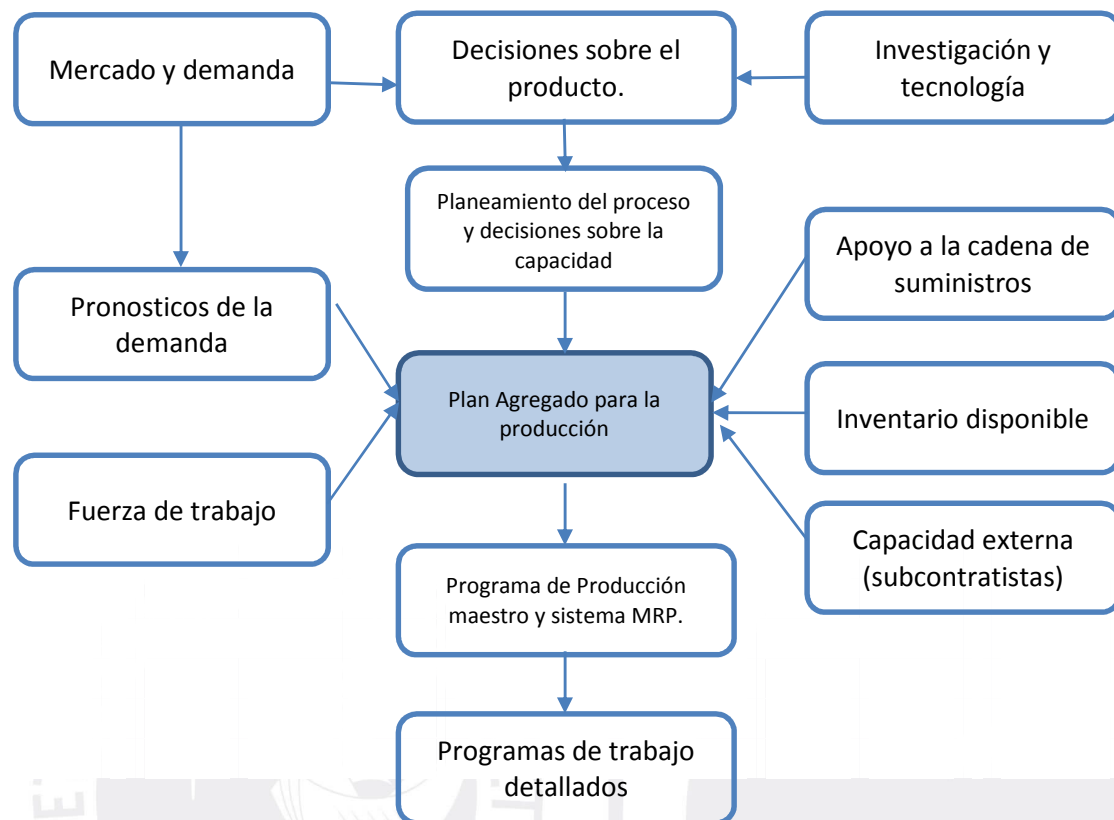 Mercado y demanda
Decisiones sobre el
producto.
Investigación y
tecnología
Planeamiento del proceso
y decisiones sobre la
capacidad
Pronosticos de la
demanda
Apoyo a la cadena de
suministros
Plan Agregado para la
producción
Inventario disponible
Fuerza de trabajo
Capacidad externa
(subcontratistas)
Programa de Producción
maestro y sistema MRP.
Programas de trabajo
detallados